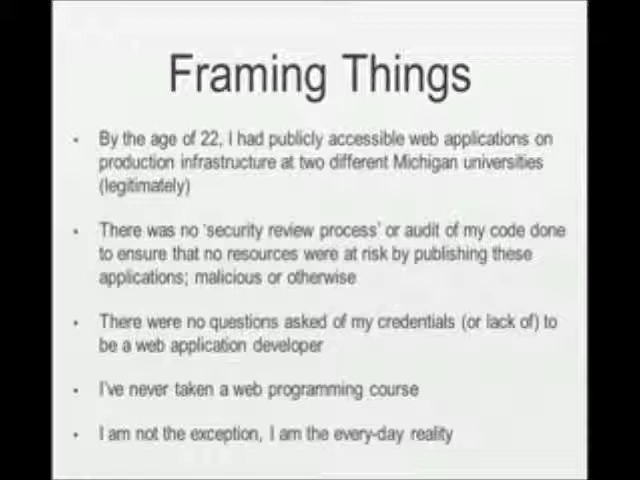 Framing Things
• By the age of 22, I had publicly accessible web applications on
production infrastructure at two different Michigan universities
(legitimately)
• There was no ‘security review process’ or audit of my code done
to ensure that no resources were at risk by publishing these
applications; malicious or otherwise
• There were no questions asked of my credentials (or lack of) to
be a web application developer
• I’ve never taken a web programming course
• I am not the exception, I am the every-day reality